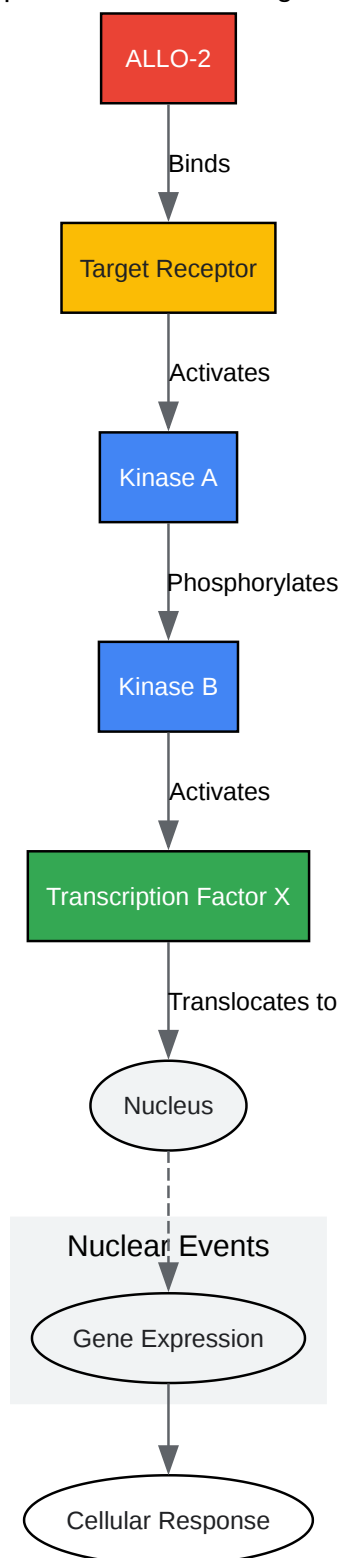 ALLO-2
Binds
Target Receptor
Activates
Kinase A
Phosphorylates
Kinase B
Activates
Transcription Factor X
Translocates to
Nucleus
Nuclear Events
Gene Expression
Cellular Response